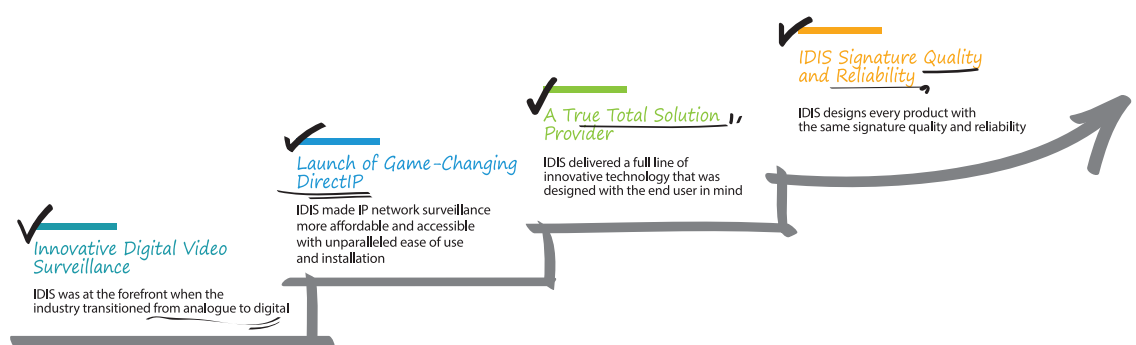 Innovative Digital Video
Surveillance
IDIS was at the forefront when the
industry transitioned from analogue to digital
Launch of Game-Changing
DirectIP
IDIS made IP network surveillance
more affordable and accessible
with unparalleled ease of use
and installation
A True Total Solution
Provider
IDIS delivered a full line of
innovative technology that was
designed with the end user in mind
IDIS Signature Quality
and Reliability
IDIS designs every product with
the same signature quality and reliability